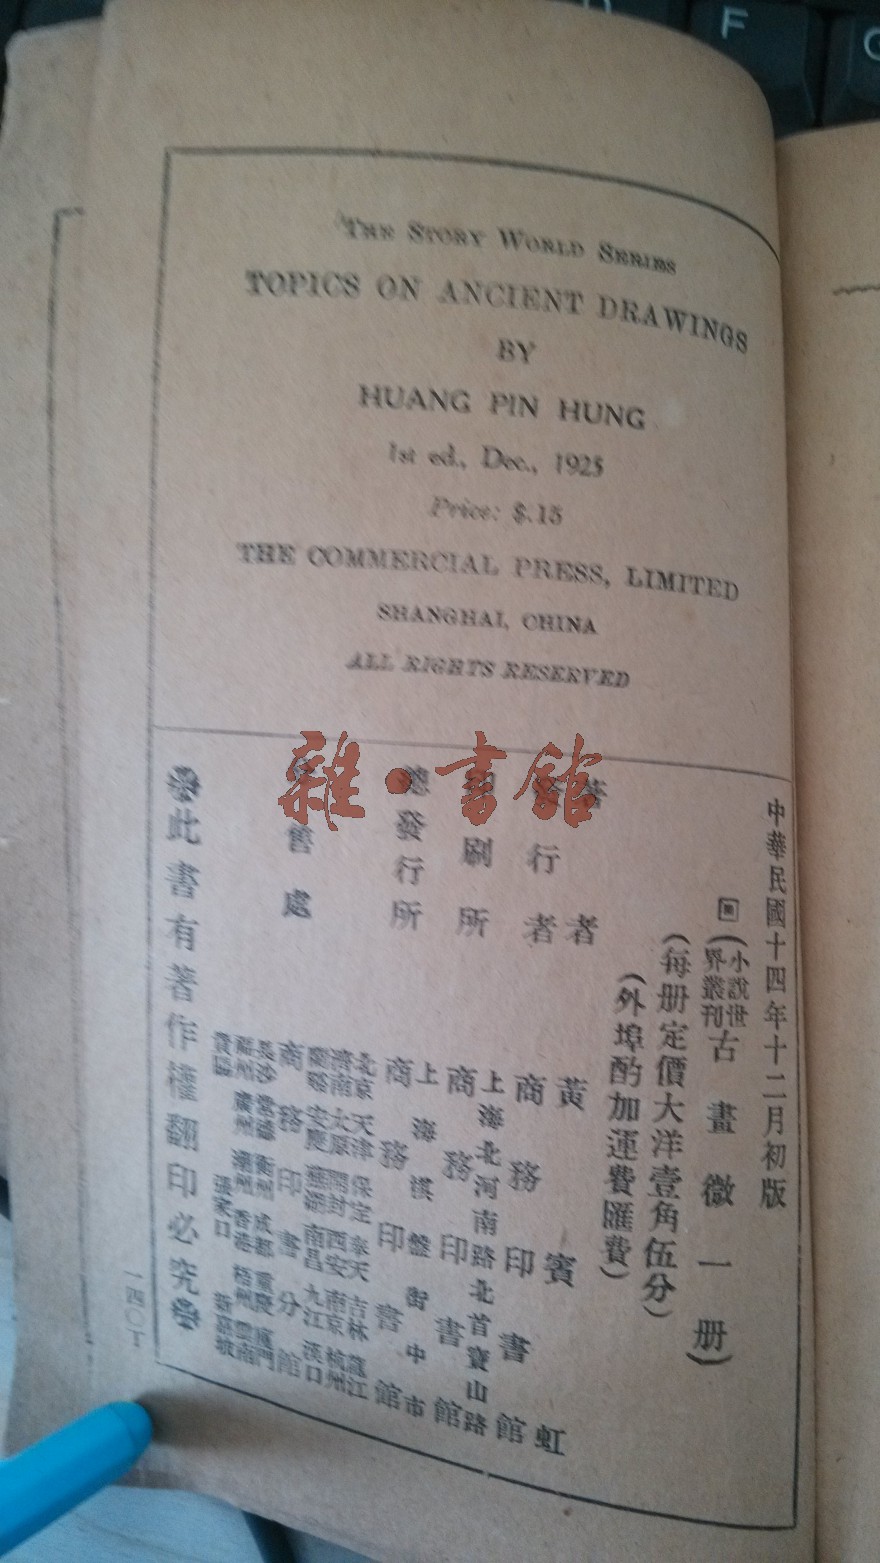 THE STORY WORLD SERIES
TOPICS ON ANCIENT DRAWINGS
BY
HUANG PIN HUNG
1st ed., Dec., 1925
Price: $.15
THE COMMERCIAL PRESS, LIMITED
SHANGHAI, CHINA
ALL RIGHTS RESERVED
雜·書館
中華民國十四年十二月初版
(小說世界叢刊 古畫微一册)
(每册定價大洋壹角伍分)
(外埠酌加運費匯費)
著者 黃賓虹
發行者 商務印書館
上海北河南路北首寶山路
印刷所 商務印書館
上海棋盤街中市
總發行所 商務印書館
北京 天津 保定 奉天 吉林 龍江
濟南 太原 開封 西安 南京 杭州
蘭谿 安慶 蕪湖 南昌 九江 漢口
售處 商務印書分館
長沙 常德 衡州 成都 重慶 廈門
福州 廣州 潮州 香港 梧州 雲南
貴陽 張家口 新嘉坡
此書有著作權翻印必究
一四〇T
F